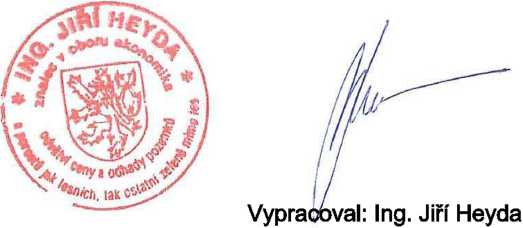 * ING. JIŘÍ HEYDA *
znalec v oboru ekonomika
odvětví ceny a odhady pozemků
a porostů jak lesních, tak ostatní zeleně mimo les
Vypracoval: Ing. Jiří Heyda